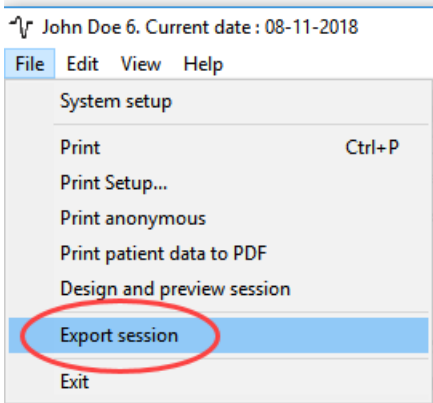 John Doe 6. Current date : 08-11-2018
File Edit View Help
System setup
Print Ctrl+P
Print Setup...
Print anonymous
Print patient data to PDF
Design and preview session
Export session
Exit